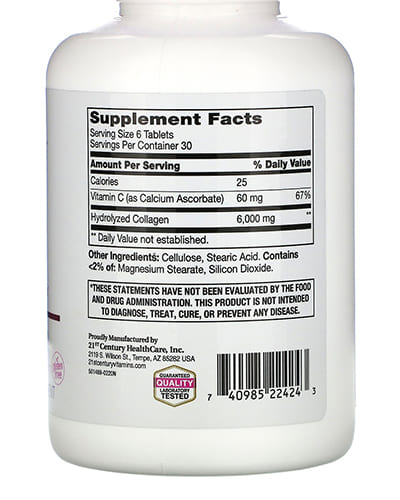 Supplement Facts
Serving Size 6 Tablets
Servings Per Container 30
Amount Per Serving % Daily Value
Calories 25
Vitamin C (as Calcium Ascorbate) 60 mg 67%
Hydrolyzed Collagen 6,000 mg **
** Daily Value not established.
Other Ingredients: Cellulose, Stearic Acid. Contains
<2% of: Magnesium Stearate, Silicon Dioxide.
*THESE STATEMENTS HAVE NOT BEEN EVALUATED BY THE FOOD
AND DRUG ADMINISTRATION. THIS PRODUCT IS NOT INTENDED
TO DIAGNOSE, TREAT, CURE, OR PREVENT ANY DISEASE.
Proudly Manufactured by
21st Century HealthCare, Inc.
2119 S. Wilson St., Tempe, AZ 85282 USA
21stcenturyvitamins.com
GUARANTEED
QUALITY
LABORATORY
TESTED
7 40985 22424 3